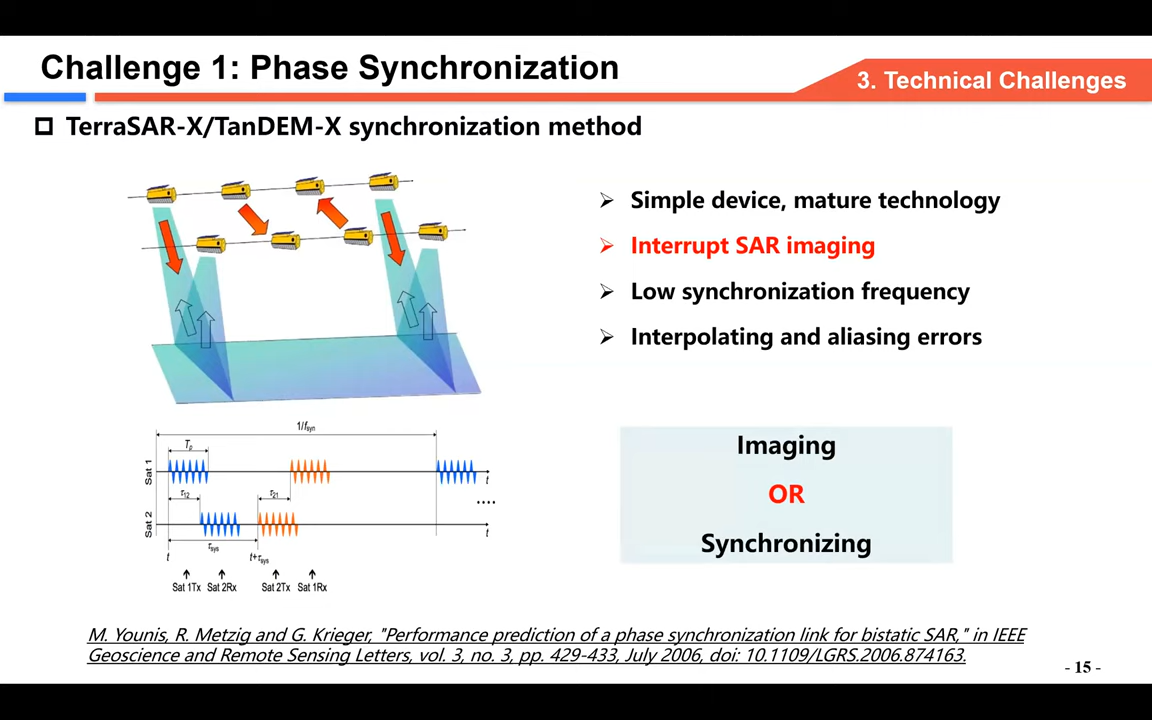 Challenge 1: Phase Synchronization
3. Technical Challenges
TerraSAR-X/TanDEM-X synchronization method
Simple device, mature technology
Interrupt SAR imaging
Low synchronization frequency
Interpolating and aliasing errors
1/fsyn
Tp
Sat 1
t
τ12
τ21
....
Sat 2
t
τsys
t
t+τsys
Sat 1Tx Sat 2Rx Sat 2Tx Sat 1Rx
Imaging
OR
Synchronizing
M. Younis, R. Metzig and G. Krieger, "Performance prediction of a phase synchronization link for bistatic SAR," in IEEE
Geoscience and Remote Sensing Letters, vol. 3, no. 3, pp. 429-433, July 2006, doi: 10.1109/LGRS.2006.874163.
- 15 -